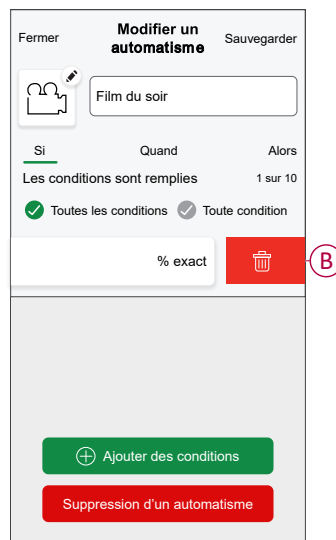 Fermer
Modifier un
automatisme
Sauvegarder
Film du soir
Si
Quand
Alors
Les conditions sont remplies
1 sur 10
Toutes les conditions
Toute condition
% exact
B
Ajouter des conditions
Suppression d'un automatisme